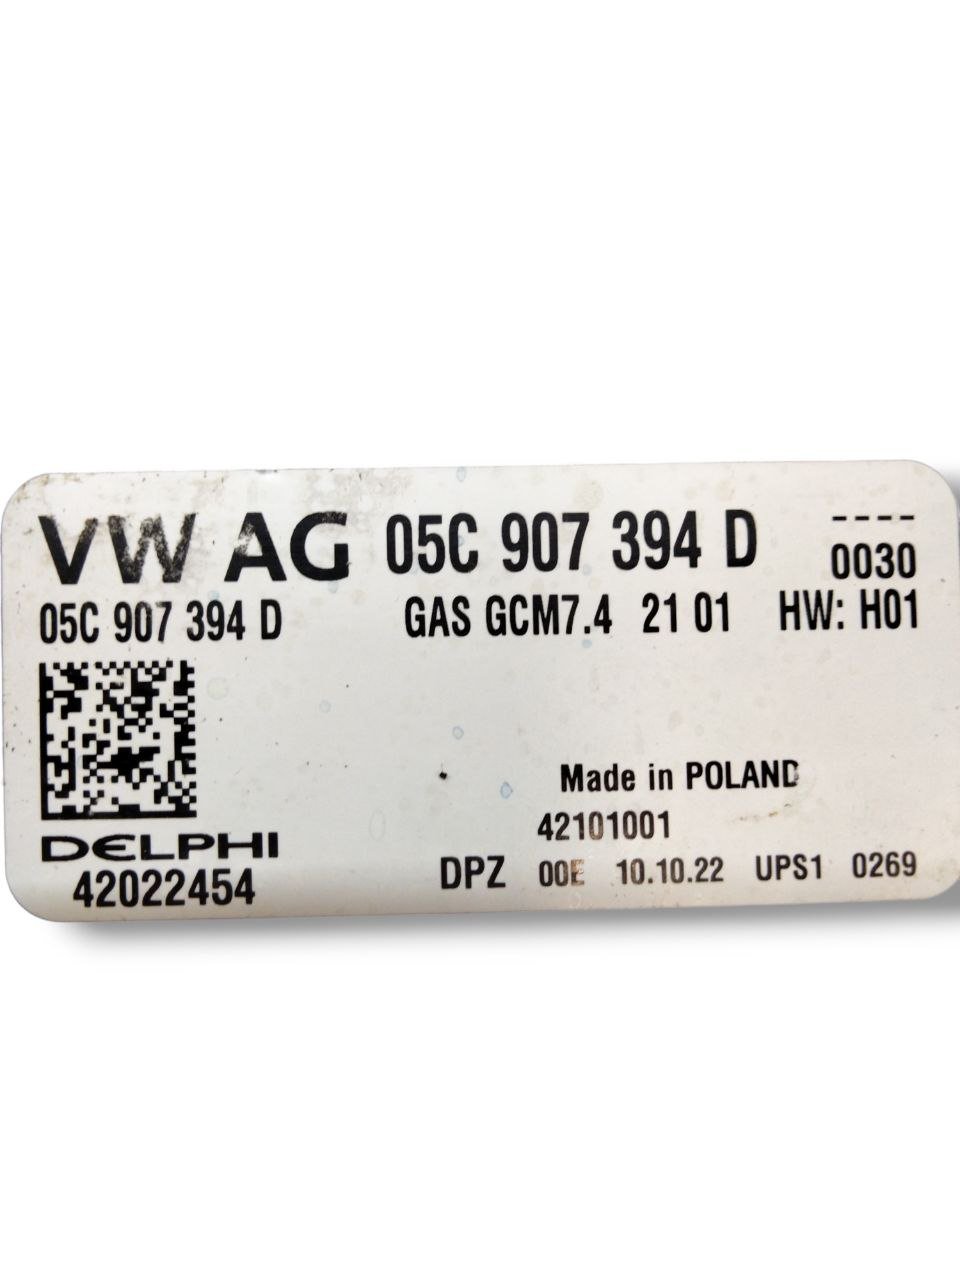 VW AG 05C 907 394 D ----
0030
05C 907 394 D GAS GCM7.4 21 01 HW: H01
Made in POLAND
42101001
DELPHI
42022454 DPZ 00E 10.10.22 UPS1 0269